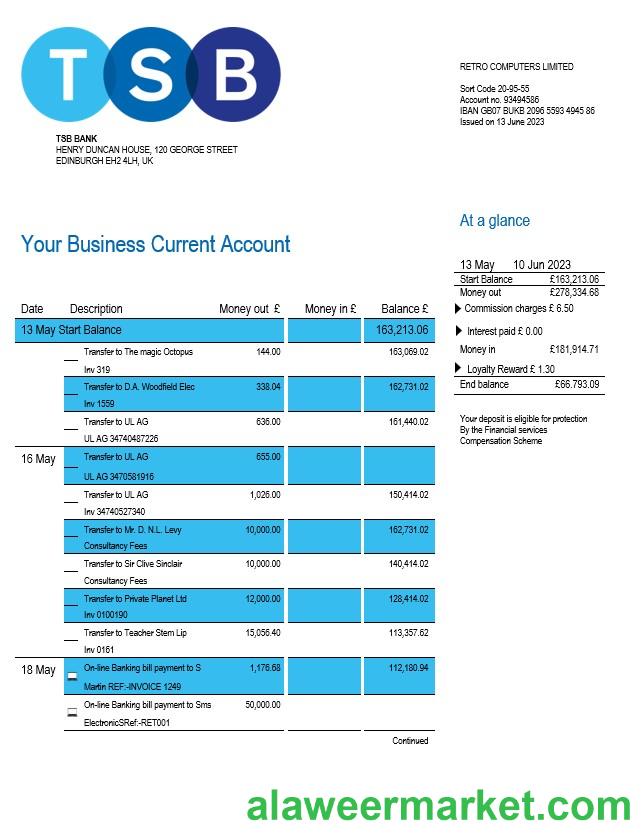 TSB
RETRO COMPUTERS LIMITED
Sort Code 20-95-55
Account no. 93494586
IBAN GB07 BUKB 2096 5593 4945 86
Issued on 13 June 2023
TSB BANK
HENRY DUNCAN HOUSE, 120 GEORGE STREET
EDINBURGH EH2 4LH, UK
At a glance
13 May 10 Jun 2023
Start Balance £163,213.06
Money out £278,334.68
Commission charges £ 6.50
Interest paid £ 0.00
Money in £181,914.71
Loyalty Reward £ 1.30
End balance £66.793.09
Your deposit is eligible for protection
By the Financial services
Compensation Scheme
Your Business Current Account
Date Description Money out £ Money in £ Balance £
13 May Start Balance 163,213.06
Transfer to The magic Octopus 144.00 163,069.02
Inv 319
Transfer to D.A. Woodfield Elec 338.04 162,731.02
Inv 1559
Transfer to UL AG 636.00 161,440.02
UL AG 34740487226
16 May Transfer to UL AG 655.00
UL AG 3470581916
Transfer to UL AG 1,026.00 150,414.02
Inv 34740527340
Transfer to Mr. D. N.L. Levy 10,000.00 162,731.02
Consultancy Fees
Transfer to Sir Clive Sinclair 10,000.00 140,414.02
Consultancy Fees
Transfer to Private Planet Ltd 12,000.00 128,414.02
Inv 0100190
Transfer to Teacher Stem Lip 15,056.40 113,357.62
Inv 0161
18 May On-line Banking bill payment to S 1,176.68 112,180.94
Martin REF:-INVOICE 1249
On-line Banking bill payment to Sms 50,000.00
ElectronicSRef:-RET001
Continued
alaweermarket.com